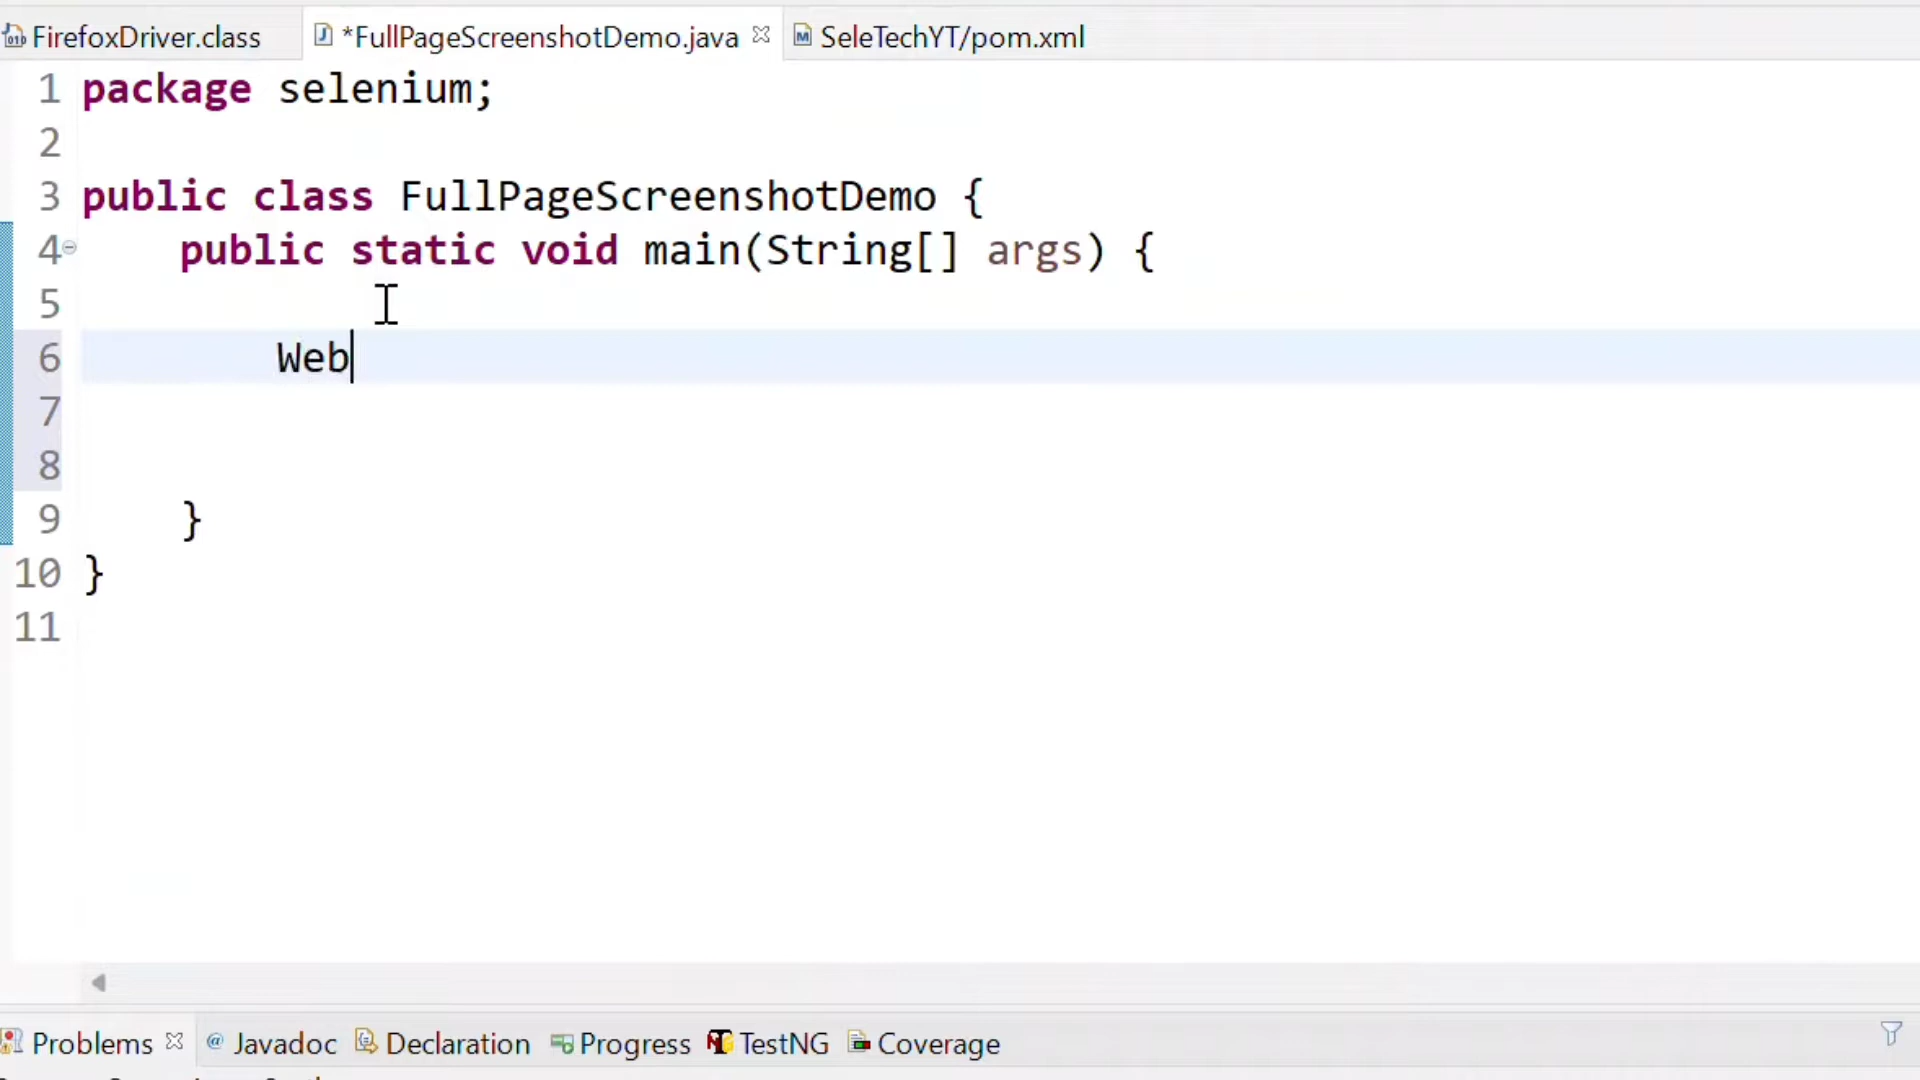 FirefoxDriver.class *FullPageScreenshotDemo.java SeleTechYT/pom.xml
1 package selenium;
2
3 public class FullPageScreenshotDemo {
4 public static void main(String[] args) {
5
6 Web
7
8
9 }
10 }
11
Problems Javadoc Declaration Progress TestNG Coverage